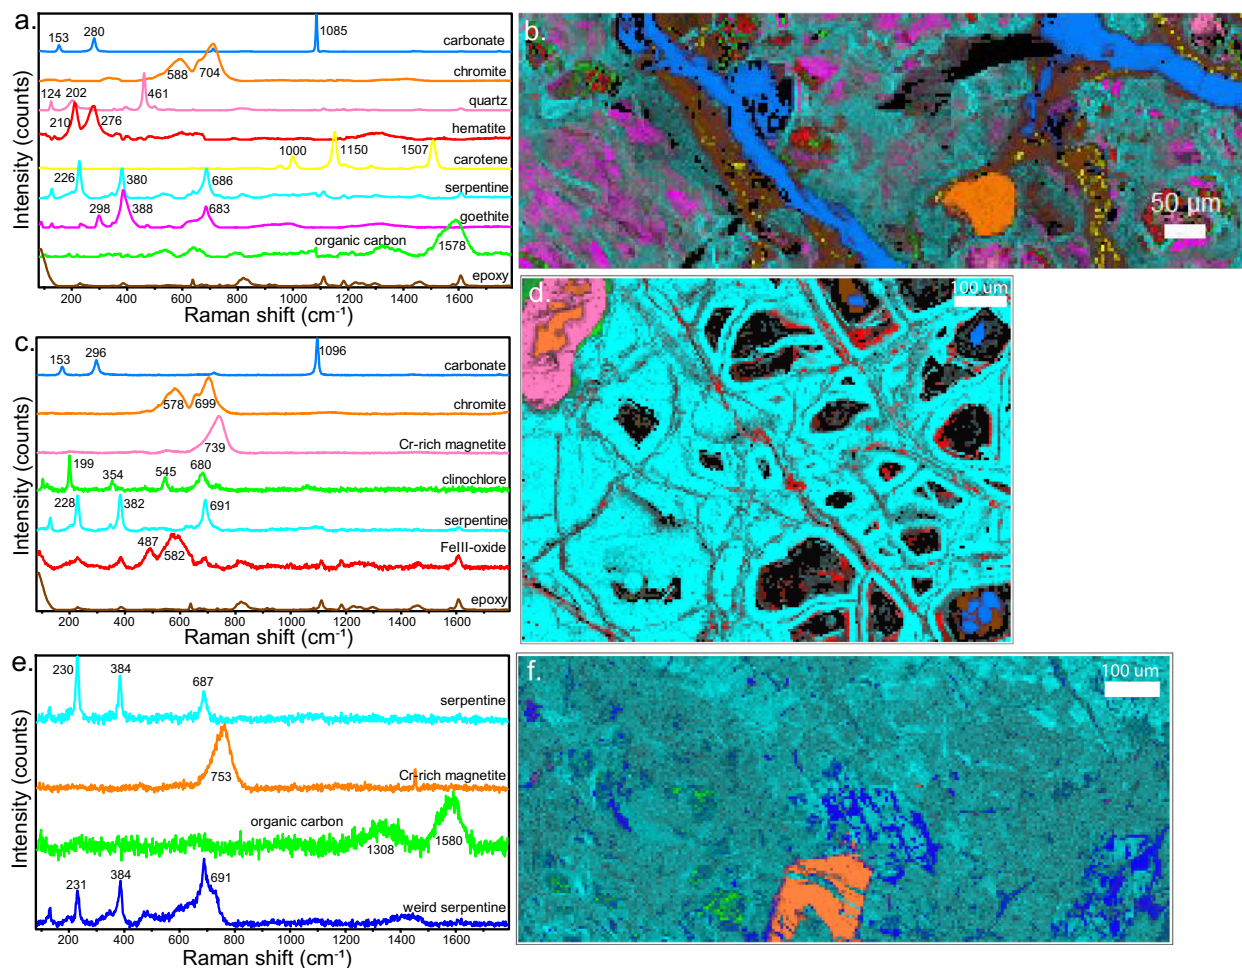 a.
Intensity (counts)
153 280 1085 carbonate
588 704 chromite
124 202 461 quartz
210 276 hematite
1000 1150 1507 carotene
226 380 686 serpentine
298 388 683 goethite
organic carbon 1578
epoxy
200 400 600 800 1000 1200 1400 1600
Raman shift (cm⁻¹)
b.
50 µm
c.
Intensity (counts)
153 296 1096 carbonate
578 699 chromite
739 Cr-rich magnetite
199 354 545 680 clinochlore
228 382 691 serpentine
487 582 FeIII-oxide
epoxy
200 400 600 800 1000 1200 1400 1600
Raman shift (cm⁻¹)
d.
100 um
e.
Intensity (counts)
230 384 687 serpentine
753 Cr-rich magnetite
organic carbon 1308 1580
231 384 691 weird serpentine
200 400 600 800 1000 1200 1400 1600
Raman shift (cm⁻¹)
f.
100 um